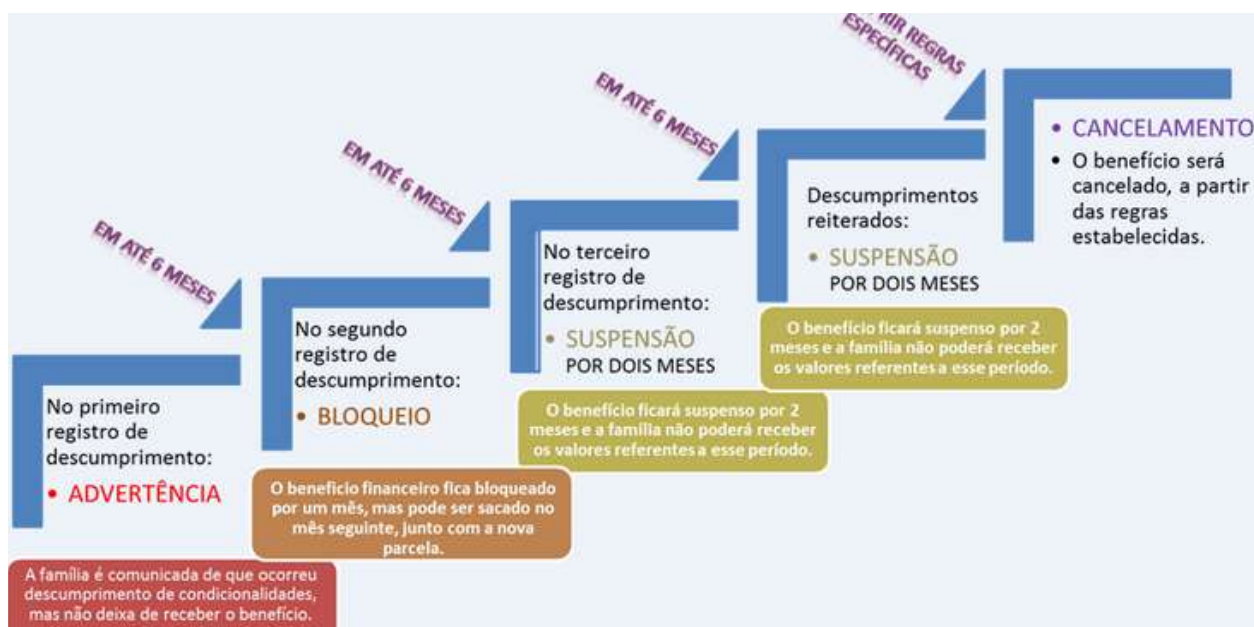 No primeiro
registro de
descumprimento:
• ADVERTÊNCIA
A família é comunicada de que ocorreu
descumprimento de condicionalidades,
mas não deixa de receber o benefício.
EM ATÉ 6 MESES
No segundo
registro de
descumprimento:
• BLOQUEIO
O benefício financeiro fica bloqueado
por um mês, mas pode ser sacado no
mês seguinte, junto com a nova
parcela.
EM ATÉ 6 MESES
No terceiro
registro de
descumprimento:
• SUSPENSÃO
POR DOIS MESES
O benefício ficará suspenso por 2
meses e a família não poderá receber
os valores referentes a esse período.
EM ATÉ 6 MESES
Descumprimentos
reiterados:
• SUSPENSÃO
POR DOIS MESES
O benefício ficará suspenso por 2
meses e a família não poderá receber
os valores referentes a esse período.
REGRAS
ESPECÍFICAS
• CANCELAMENTO
• O benefício será
cancelado, a partir
das regras
estabelecidas.